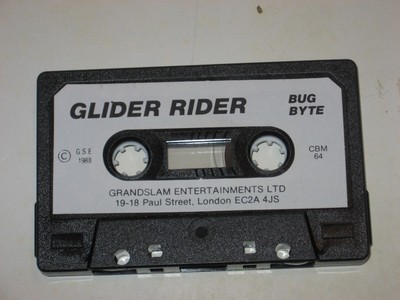 GLIDER RIDER
BUG
BYTE
© G S E
1988
CBM
64
GRANDSLAM ENTERTAINMENTS LTD
19-18 Paul Street, London EC2A 4JS